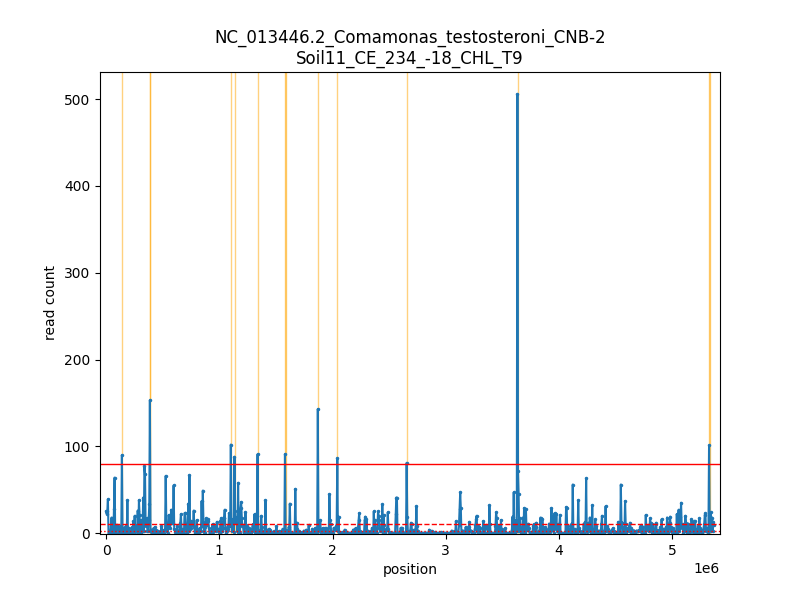 NC_013446.2_Comamonas_testosteroni_CNB-2
Soil11_CE_234_-18_CHL_T9
500
400
300
200
100
0
read count
0 1 2 3 4 5
1e6
position